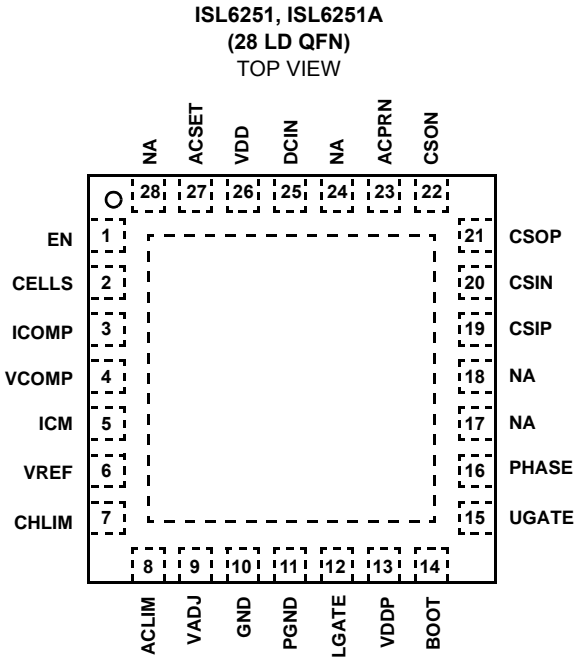 ISL6251, ISL6251A
(28 LD QFN)
TOP VIEW
NA
ACSET
VDD
DCIN
NA
ACPRN
CSON
28
27
26
25
24
23
22
EN
1
CELLS
2
ICOMP
3
VCOMP
4
ICM
5
VREF
6
CHLIM
7
21
CSOP
20
CSIN
19
CSIP
18
NA
17
NA
16
PHASE
15
UGATE
8
9
10
11
12
13
14
ACLIM
VADJ
GND
PGND
LGATE
VDDP
BOOT